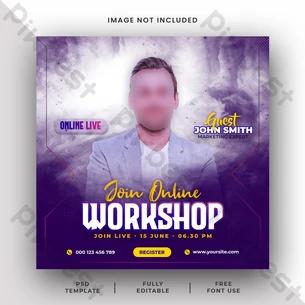 IMAGE NOT INCLUDED
ONLINE LIVE
Guest
JOHN SMITH
MARKETING EXPERT
Join Online
WORKSHOP
JOIN LIVE - 15 JUNE - 06.30 PM
000 123 456 789
REGISTER
www.yoursite.com
PSD
TEMPLATE
FULLY
EDITABLE
FREE
FONT USE